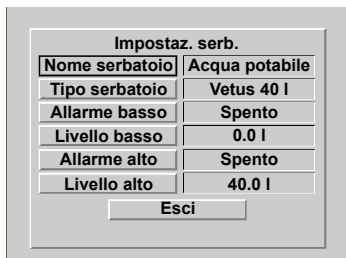 Impostaz. serb.
Nome serbatoio Acqua potabile
Tipo serbatoio Vetus 40 l
Allarme basso Spento
Livello basso 0.0 l
Allarme alto Spento
Livello alto 40.0 l
Esci